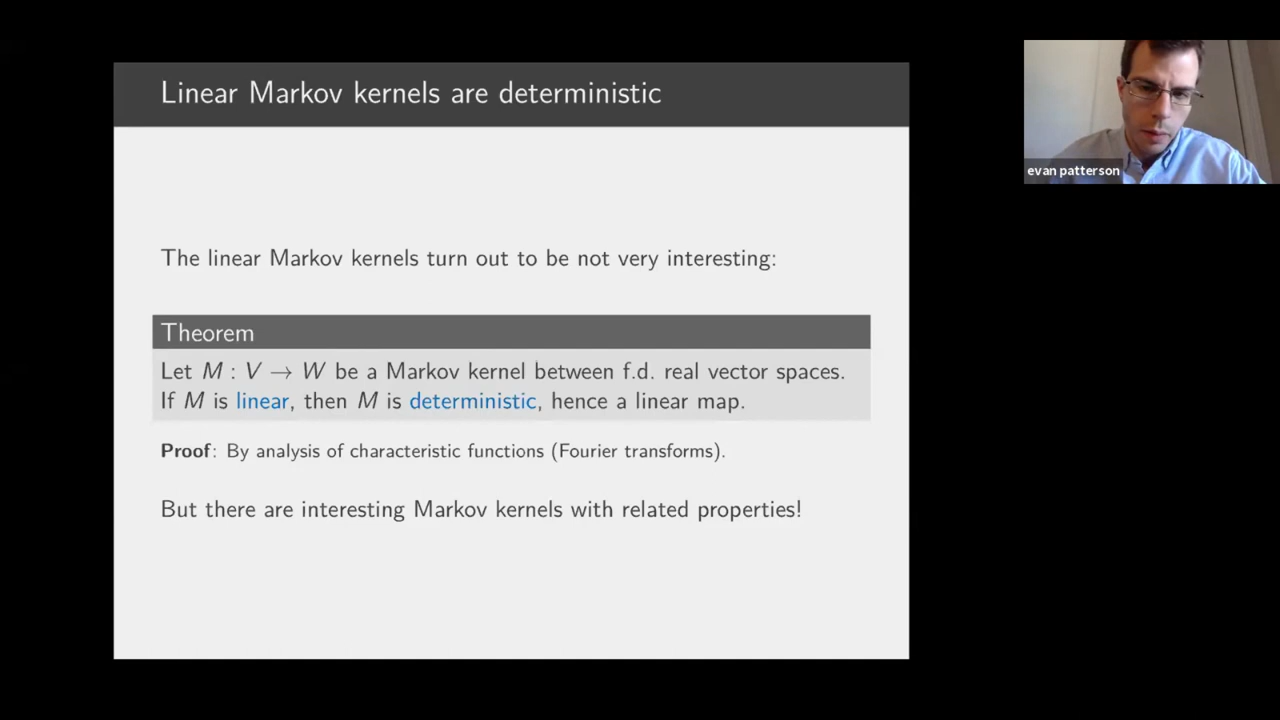 Linear Markov kernels are deterministic
evan patterson
The linear Markov kernels turn out to be not very interesting:
Theorem
Let M : V → W be a Markov kernel between f.d. real vector spaces.
If M is linear, then M is deterministic, hence a linear map.
Proof: By analysis of characteristic functions (Fourier transforms).
But there are interesting Markov kernels with related properties!